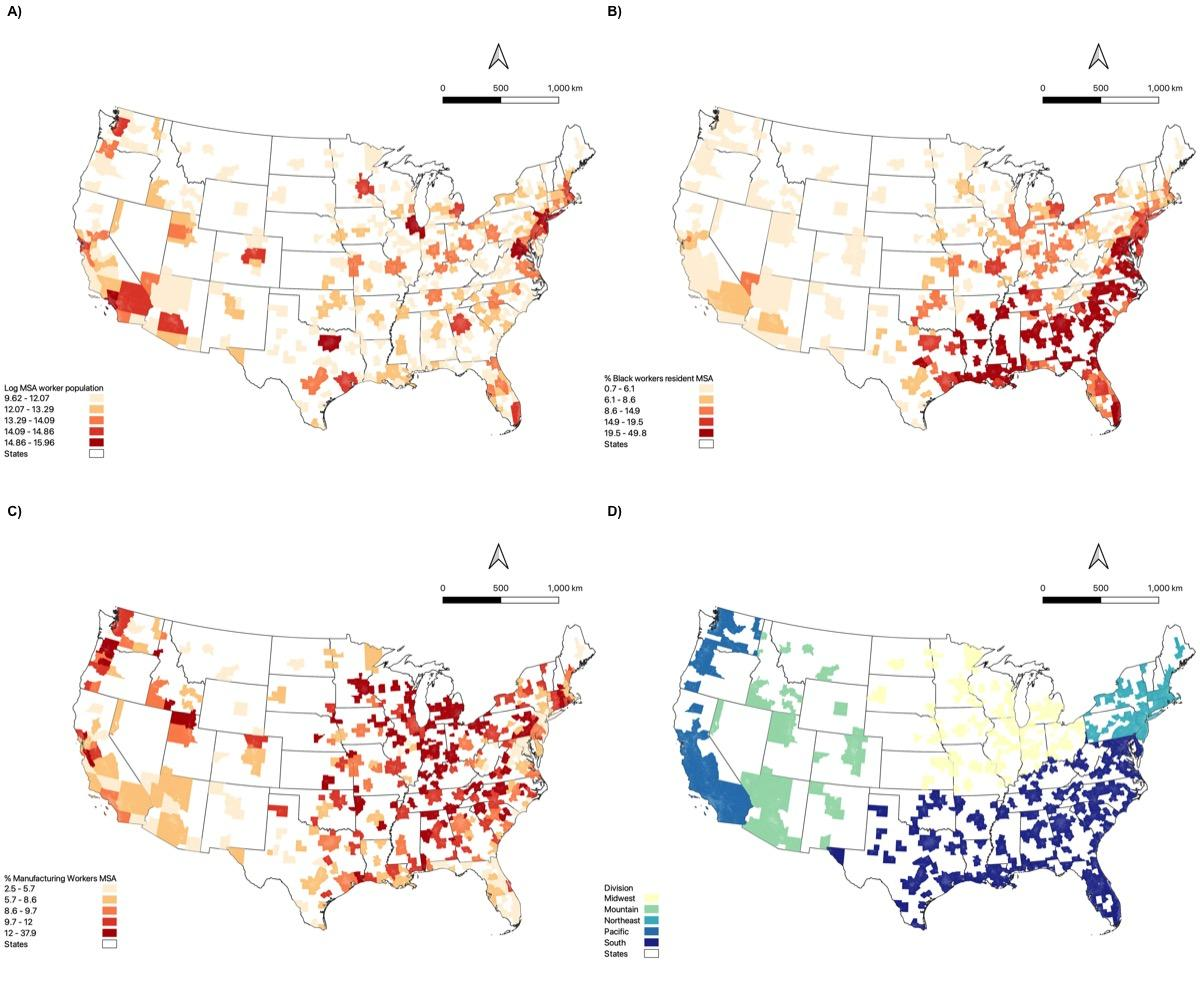 A)
0 500 1,000 km
Log MSA worker population
9.62 - 12.07
12.07 - 13.29
13.29 - 14.09
14.09 - 14.86
14.86 - 15.96
States
B)
0 500 1,000 km
% Black workers resident MSA
0.7 - 6.1
6.1 - 8.6
8.6 - 14.9
14.9 - 19.5
19.5 - 49.8
States
C)
0 500 1,000 km
% Manufacturing Workers MSA
2.5 - 5.7
5.7 - 8.6
8.6 - 9.7
9.7 - 12
12 - 37.9
States
D)
0 500 1,000 km
Division
Midwest
Mountain
Northeast
Pacific
South
States